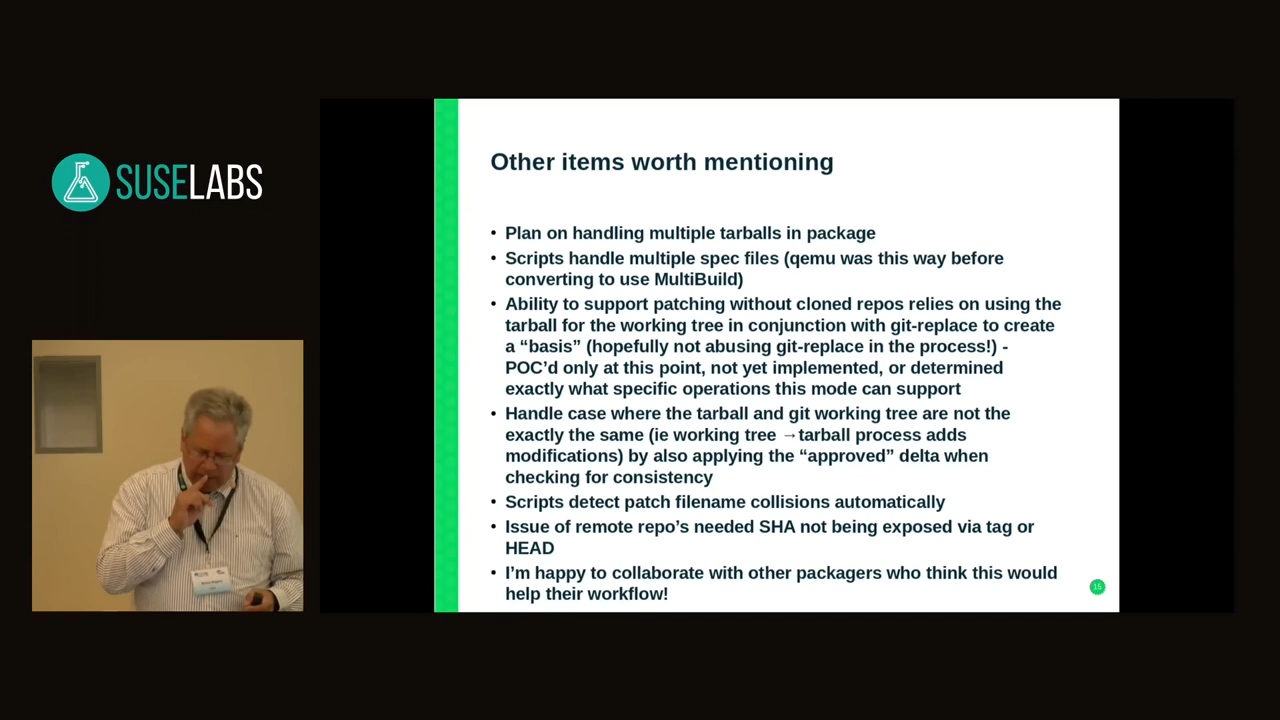 SUSELABS
Other items worth mentioning
• Plan on handling multiple tarballs in package
• Scripts handle multiple spec files (qemu was this way before
converting to use MultiBuild)
• Ability to support patching without cloned repos relies on using the
tarball for the working tree in conjunction with git-replace to create
a “basis” (hopefully not abusing git-replace in the process!) -
POC’d only at this point, not yet implemented, or determined
exactly what specific operations this mode can support
• Handle case where the tarball and git working tree are not the
exactly the same (ie working tree →tarball process adds
modifications) by also applying the “approved” delta when
checking for consistency
• Scripts detect patch filename collisions automatically
• Issue of remote repo’s needed SHA not being exposed via tag or
HEAD
• I’m happy to collaborate with other packagers who think this would
help their workflow!
15